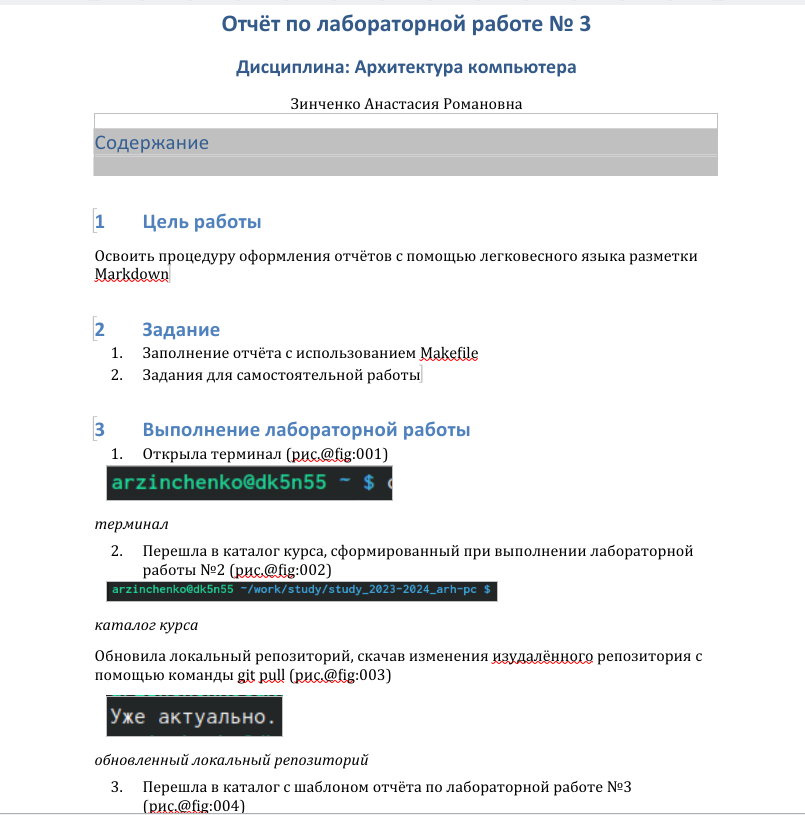 Отчёт по лабораторной работе № 3
Дисциплина: Архитектура компьютера
Зинченко Анастасия Романовна
Содержание
1 Цель работы
Освоить процедуру оформления отчётов с помощью легковесного языка разметки
Markdown
2 Задание
1. Заполнение отчёта с использованием Makefile
2. Задания для самостоятельной работы
3 Выполнение лабораторной работы
1. Открыла терминал (рис.@fig:001)
arzinchenko@dk5n55 ~ $
терминал
2. Перешла в каталог курса, сформированный при выполнении лабораторной
работы №2 (рис.@fig:002)
arzinchenko@dk5n55 ~/work/study/study_2023-2024_arh-pc $
каталог курса
Обновила локальный репозиторий, скачав изменения изудалённого репозитория с
помощью команды git pull (рис.@fig:003)
Уже актуально.
обновленный локальный репозиторий
3. Перешла в каталог с шаблоном отчёта по лабораторной работе №3
(рис.@fig:004)